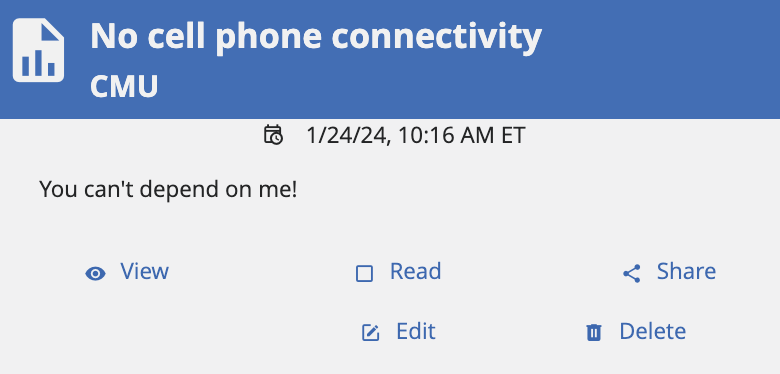 No cell phone connectivity
CMU
1/24/24, 10:16 AM ET
You can't depend on me!
View Read Share
Edit Delete